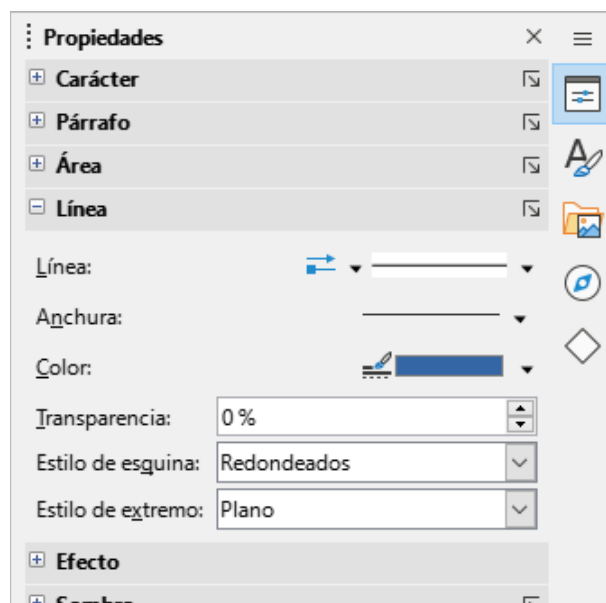 Propiedades
Carácter
Párrafo
Área
Línea
Línea:
Anchura:
Color:
Transparencia: 0 %
Estilo de esquina: Redondeados
Estilo de extremo: Plano
Efecto
Sombra